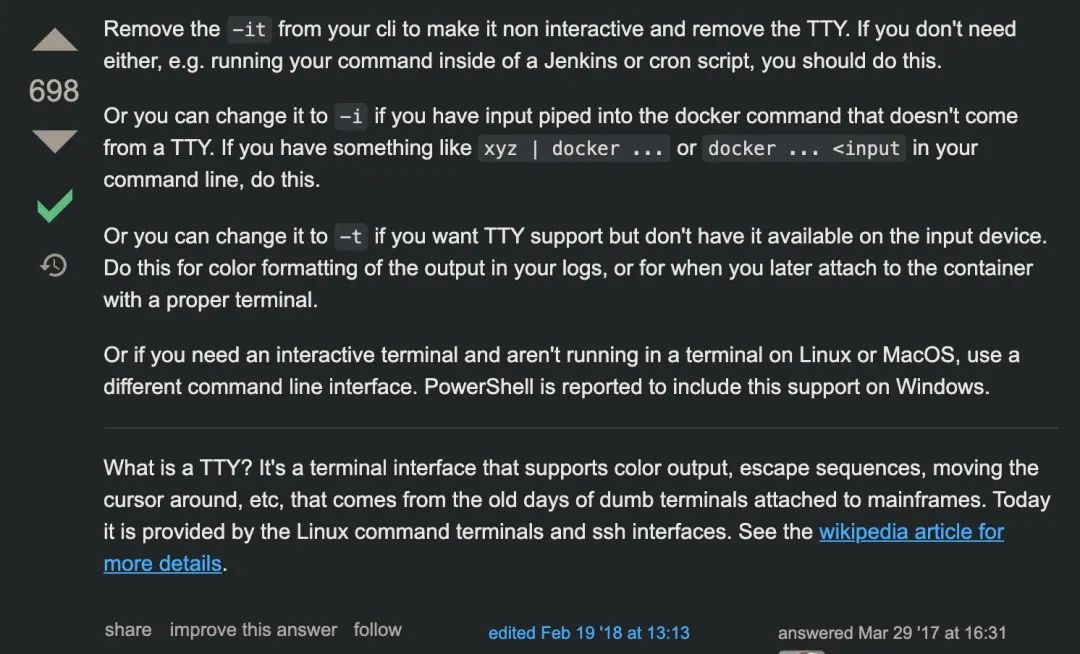 Remove the -it from your cli to make it non interactive and remove the TTY. If you don't need
either, e.g. running your command inside of a Jenkins or cron script, you should do this.
698
Or you can change it to -i if you have input piped into the docker command that doesn't come
from a TTY. If you have something like xyz | docker ... or docker ... <input in your
command line, do this.
Or you can change it to -t if you want TTY support but don't have it available on the input device.
Do this for color formatting of the output in your logs, or for when you later attach to the container
with a proper terminal.
Or if you need an interactive terminal and aren't running in a terminal on Linux or MacOS, use a
different command line interface. PowerShell is reported to include this support on Windows.
What is a TTY? It's a terminal interface that supports color output, escape sequences, moving the
cursor around, etc, that comes from the old days of dumb terminals attached to mainframes. Today
it is provided by the Linux command terminals and ssh interfaces. See the wikipedia article for
more details.
share improve this answer follow edited Feb 19 '18 at 13:13 answered Mar 29 '17 at 16:31